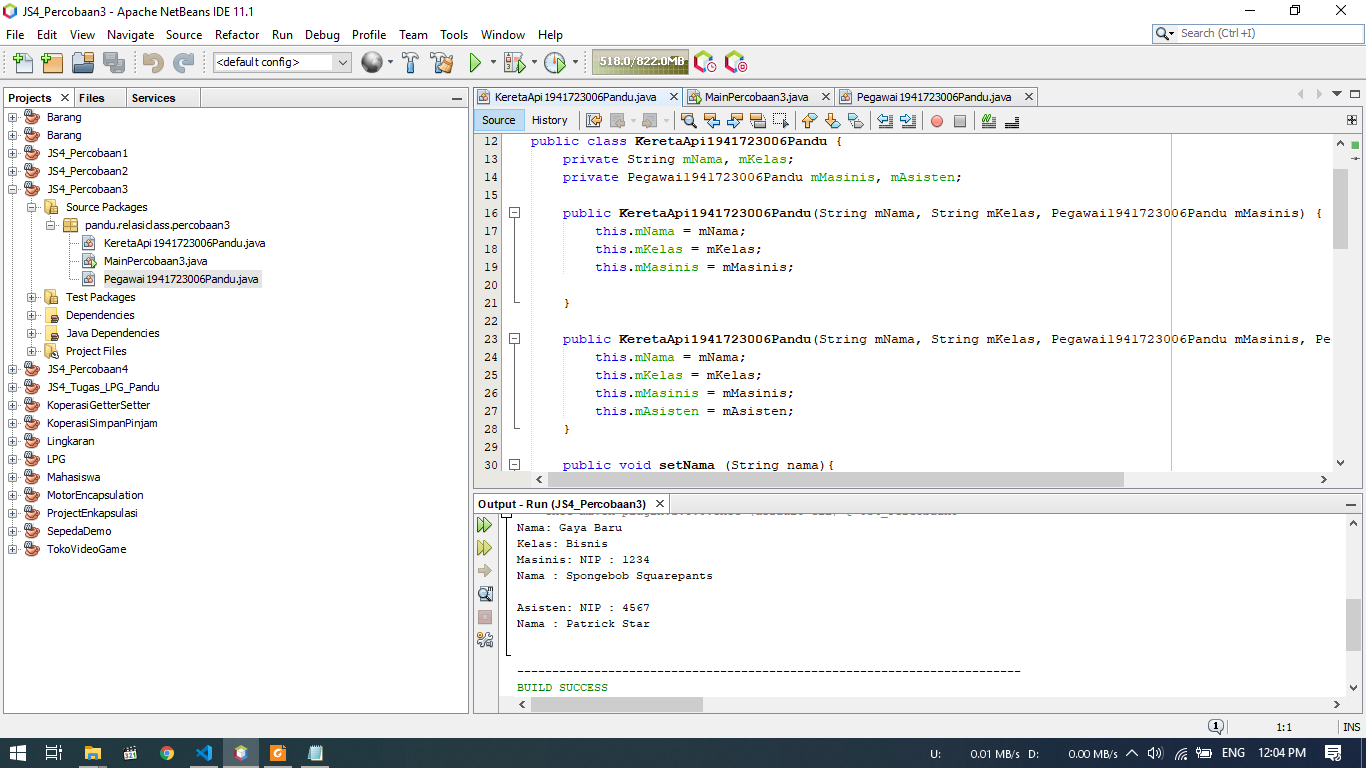 JS4_Percobaan3 - Apache NetBeans IDE 11.1
File Edit View Navigate Source Refactor Run Debug Profile Team Tools Window Help
Search (Ctrl+I)
<default config>
518.0/822.0MB
Projects Files Services
Barang
Barang
JS4_Percobaan1
JS4_Percobaan2
JS4_Percobaan3
Source Packages
pandu.relasiclass.percobaan3
KeretaApi1941723006Pandu.java
MainPercobaan3.java
Pegawai1941723006Pandu.java
Test Packages
Dependencies
Java Dependencies
Project Files
JS4_Percobaan4
JS4_Tugas_LPG_Pandu
KoperasiGetterSetter
KoperasiSimpanPinjam
Lingkaran
LPG
Mahasiswa
MotorEncapsulation
ProjectEnkapsulasi
SepedaDemo
TokoVideoGame
KeretaApi1941723006Pandu.java MainPercobaan3.java Pegawai1941723006Pandu.java
Source History
12 public class KeretaApi1941723006Pandu {
13 private String mNama, mKelas;
14 private Pegawai1941723006Pandu mMasinis, mAsisten;
15
16 public KeretaApi1941723006Pandu(String mNama, String mKelas, Pegawai1941723006Pandu mMasinis) {
17 this.mNama = mNama;
18 this.mKelas = mKelas;
19 this.mMasinis = mMasinis;
20
21 }
22
23 public KeretaApi1941723006Pandu(String mNama, String mKelas, Pegawai1941723006Pandu mMasinis, Pe
24 this.mNama = mNama;
25 this.mKelas = mKelas;
26 this.mMasinis = mMasinis;
27 this.mAsisten = mAsisten;
28 }
29
30 public void setNama (String nama){
Output - Run (JS4_Percobaan3)
Nama: Gaya Baru
Kelas: Bisnis
Masinis: NIP : 1234
Nama : Spongebob Squarepants
Asisten: NIP : 4567
Nama : Patrick Star
------------------------------------------------------------------------
BUILD SUCCESS
1
1:1 INS
U: 0.01 MB/s D: 0.00 MB/s ENG 12:04 PM